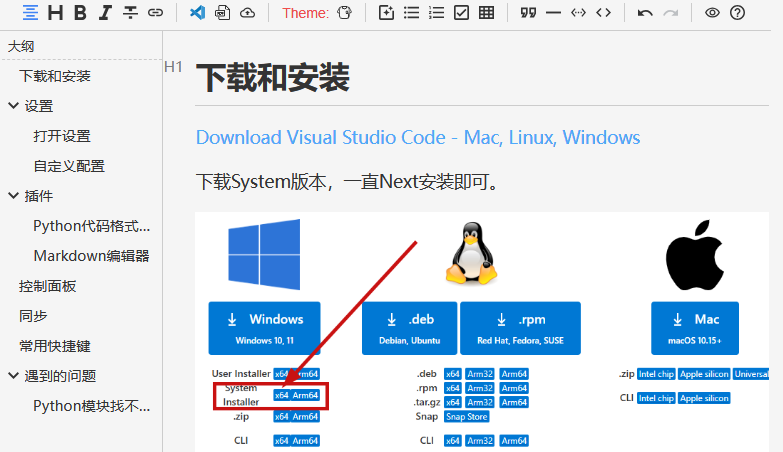 Theme:
大纲
下载和安装
设置
打开设置
自定义配置
插件
Python代码格式...
Markdown编辑器
控制面板
同步
常用快捷键
遇到的问题
Python模块找不...
H1 下载和安装
Download Visual Studio Code - Mac, Linux, Windows
下载System版本，一直Next安装即可。
Windows
Windows 10, 11
User Installer x64 Arm64
System Installer x64 Arm64
.zip x64 Arm64
CLI x64 Arm64
.deb
Debian, Ubuntu
.rpm
Red Hat, Fedora, SUSE
.deb x64 Arm32 Arm64
.rpm x64 Arm32 Arm64
.tar.gz x64 Arm32 Arm64
Snap Snap Store
CLI x64 Arm32 Arm64
Mac
macOS 10.15+
.zip Intel chip Apple silicon Universal
CLI Intel chip Apple silicon